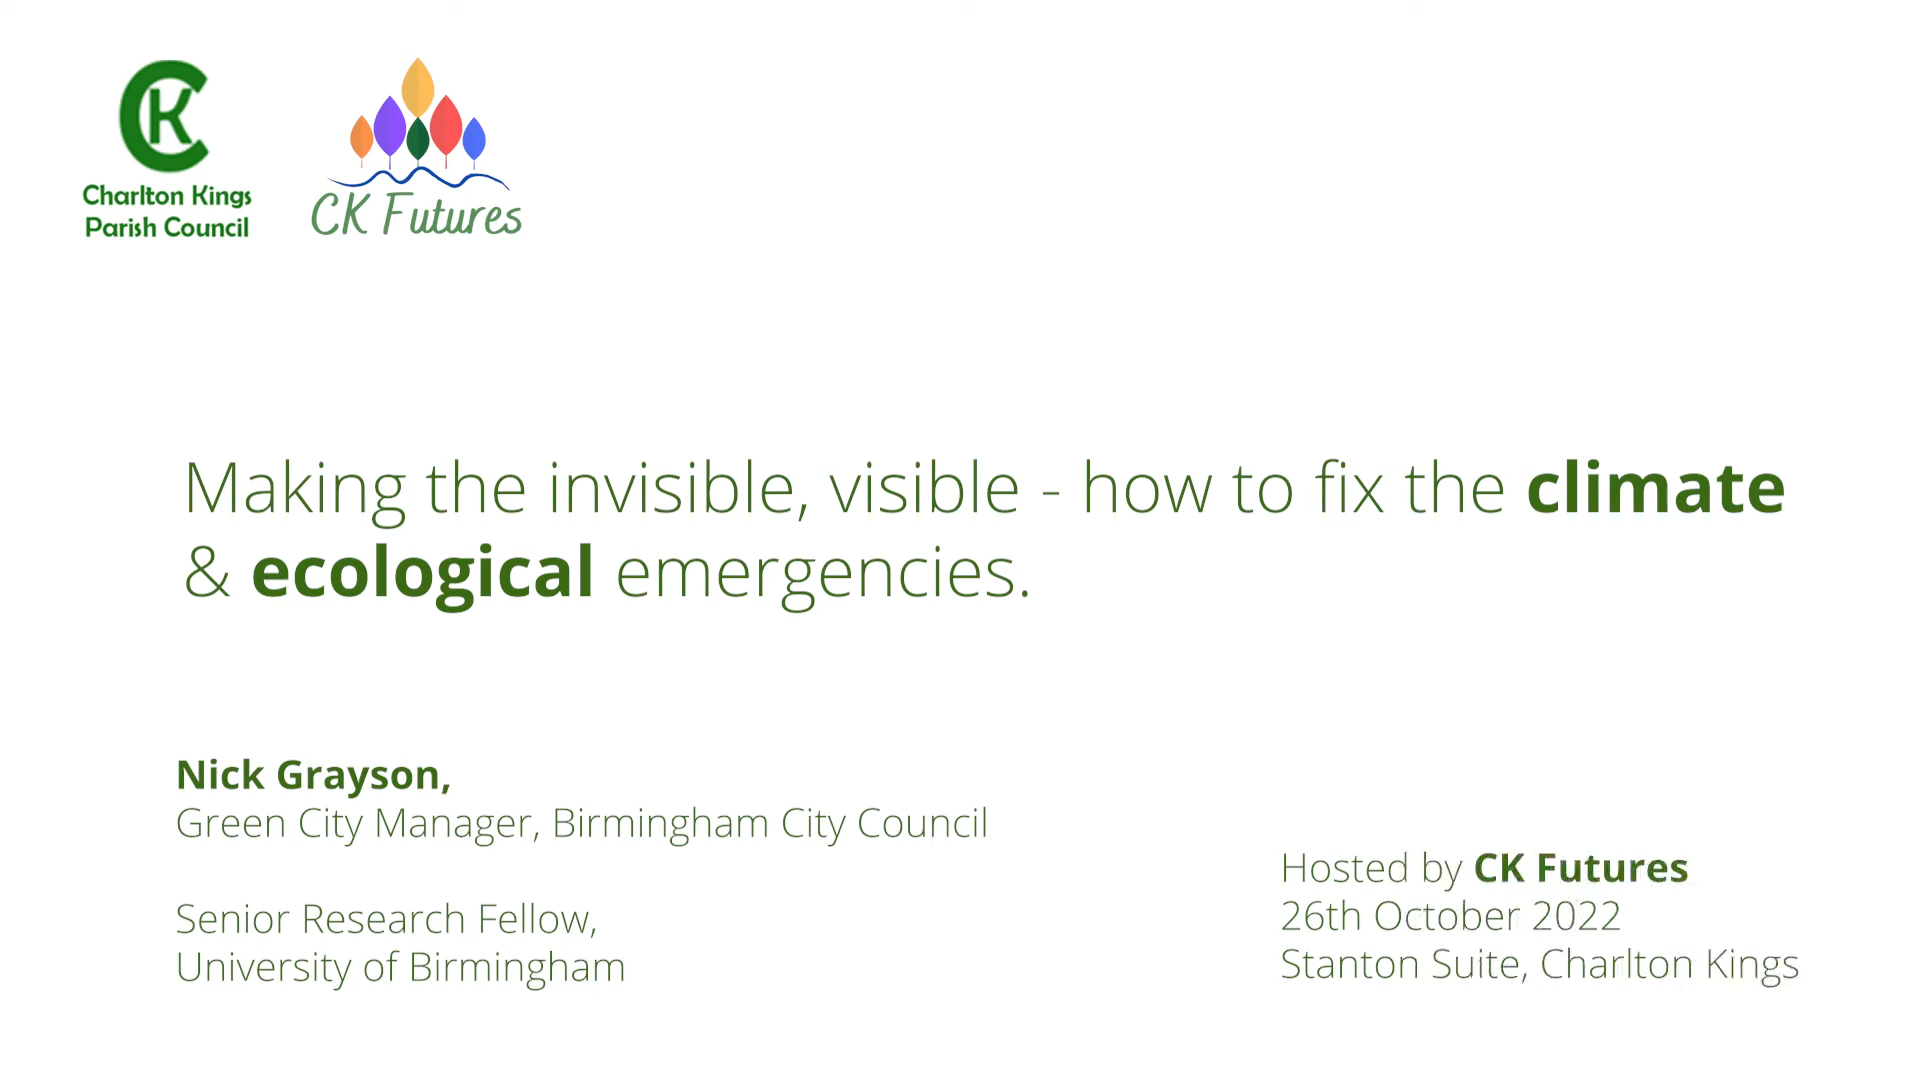 CK
Charlton Kings
Parish Council
CK Futures
Making the invisible, visible - how to fix the climate
& ecological emergencies.
Nick Grayson,
Green City Manager, Birmingham City Council
Senior Research Fellow,
University of Birmingham
Hosted by CK Futures
26th October 2022
Stanton Suite, Charlton Kings